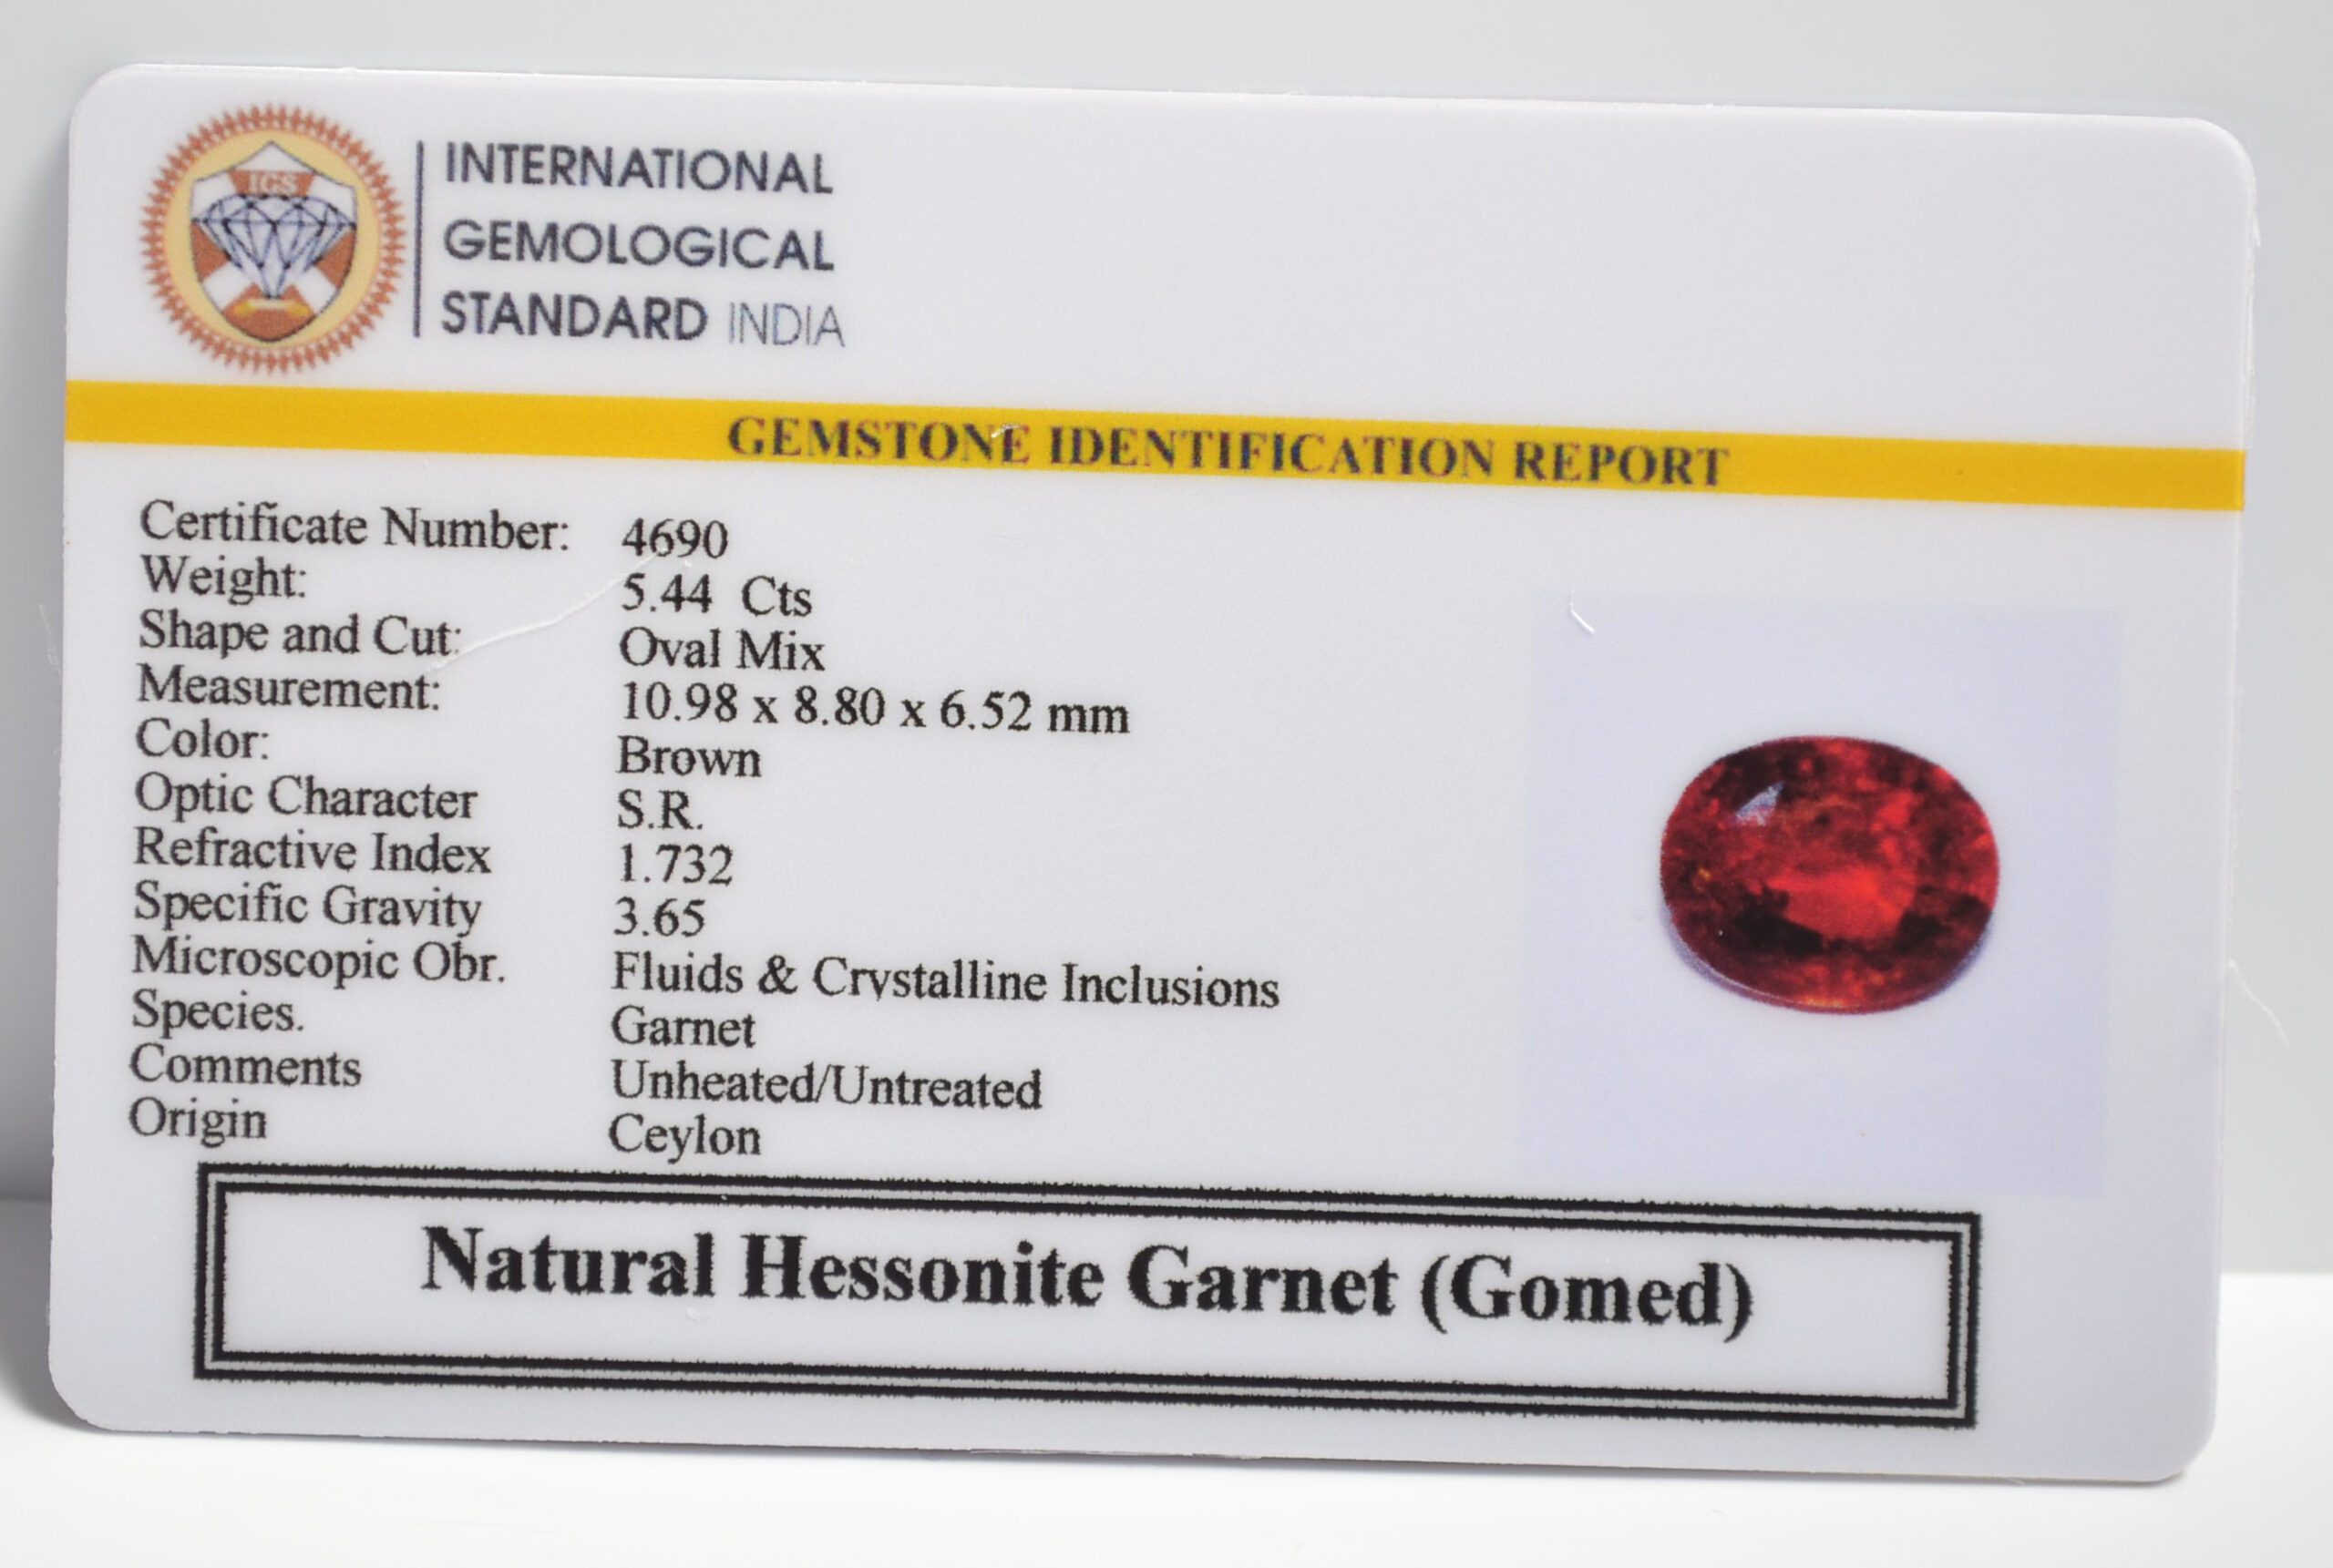 IGS
INTERNATIONAL
GEMOLOGICAL
STANDARD INDIA
GEMSTONE IDENTIFICATION REPORT
Certificate Number: 4690
Weight: 5.44 Cts
Shape and Cut: Oval Mix
Measurement: 10.98 x 8.80 x 6.52 mm
Color: Brown
Optic Character S.R.
Refractive Index 1.732
Specific Gravity 3.65
Microscopic Obr. Fluids & Crystalline Inclusions
Species. Garnet
Comments Unheated/Untreated
Origin Ceylon
Natural Hessonite Garnet (Gomed)